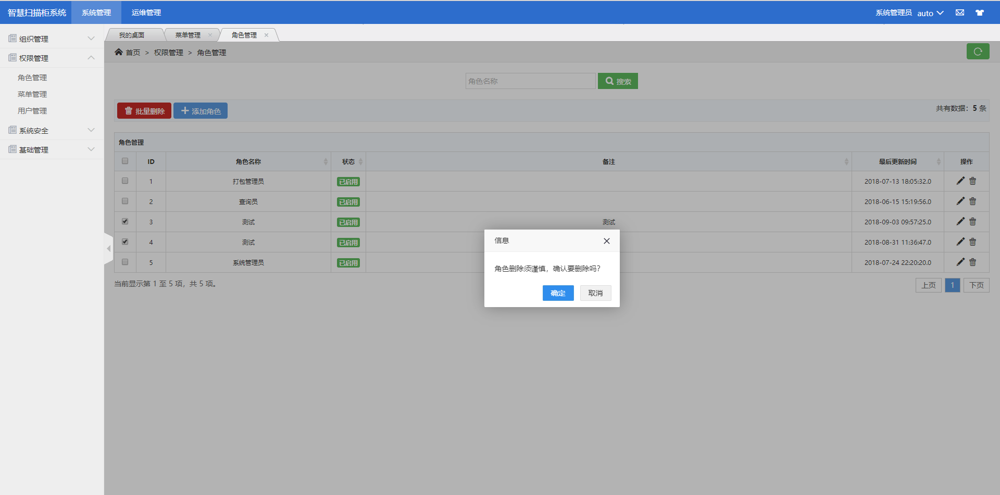 智慧扫描柜系统 系统管理 运维管理 系统管理员 auto
组织管理
权限管理
角色管理
菜单管理
用户管理
系统安全
基础管理
我的桌面 菜单管理 角色管理
首页 > 权限管理 > 角色管理
角色名称 搜索
批量删除 添加角色 共有数据：5 条
角色管理
ID 角色名称 状态 备注 最后更新时间 操作
1 打包管理员 已启用 2018-07-13 18:05:32.0
2 查询员 已启用 2018-06-15 15:19:56.0
3 测试 已启用 测试 2018-09-03 09:57:25.0
4 测试 已启用 2018-08-31 11:36:47.0
5 系统管理员 已启用 2018-07-24 22:20:20.0
当前显示第 1 至 5 项，共 5 项。 上页 1 下页
信息
角色删除须谨慎，确认要删除吗？
确定 取消